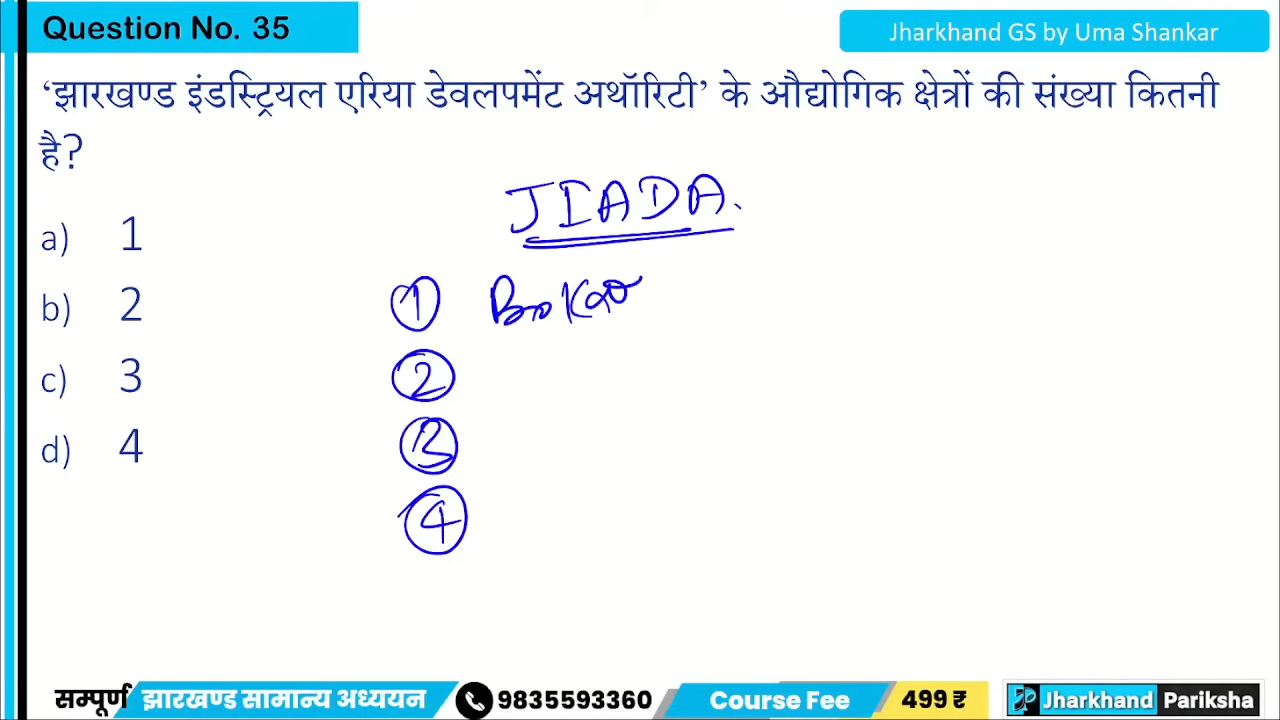 Question No. 35
Jharkhand GS by Uma Shankar
‘झारखण्ड इंडस्ट्रियल एरिया डेवलपमेंट अथॉरिटी’ के औद्योगिक क्षेत्रों की संख्या कितनी
है?
JIADA.
a) 1
b) 2
c) 3
d) 4
1 Bokaro
2
3
4
सम्पूर्ण झारखण्ड सामान्य अध्ययन 9835593360 Course Fee 499 ₹ JP Jharkhand Pariksha